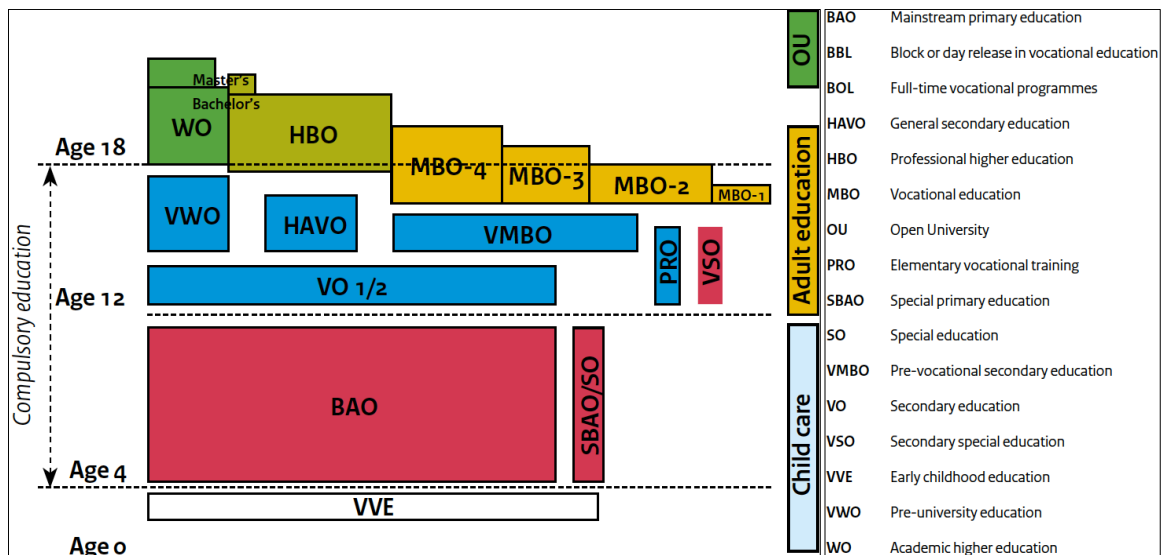 Master's
Bachelor's
WO
HBO
Age 18
MBO-4
MBO-3
MBO-2
MBO-1
VWO
HAVO
VMBO
PRO
VSO
VO 1/2
Age 12
Compulsory education
BAO
SBAO/SO
Age 4
VVE
Age 0
OU
Adult education
Child care
BAO Mainstream primary education
BBL Block or day release in vocational education
BOL Full-time vocational programmes
HAVO General secondary education
HBO Professional higher education
MBO Vocational education
OU Open University
PRO Elementary vocational training
SBAO Special primary education
SO Special education
VMBO Pre-vocational secondary education
VO Secondary education
VSO Secondary special education
VVE Early childhood education
VWO Pre-university education
WO Academic higher education